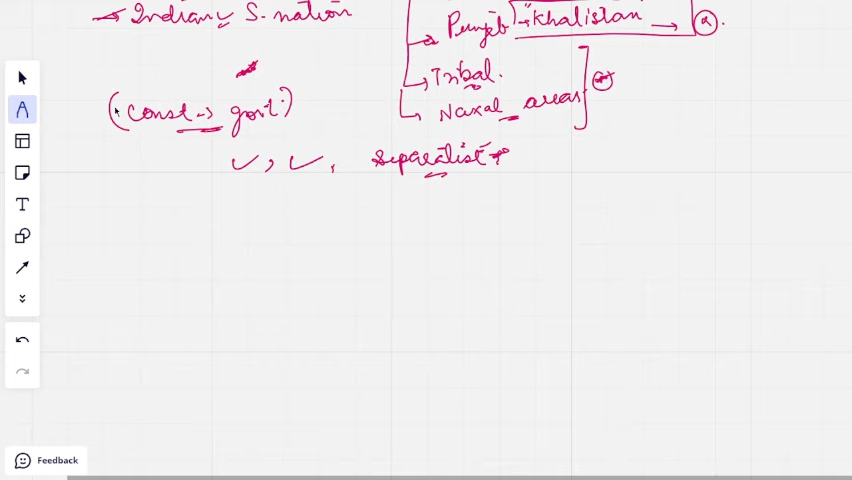 → Indian S. nation
Punjab → "Khalistan → (a).
→ Tribal.
(const → govt.)
→ Naxal areas
separatist
T
Feedback